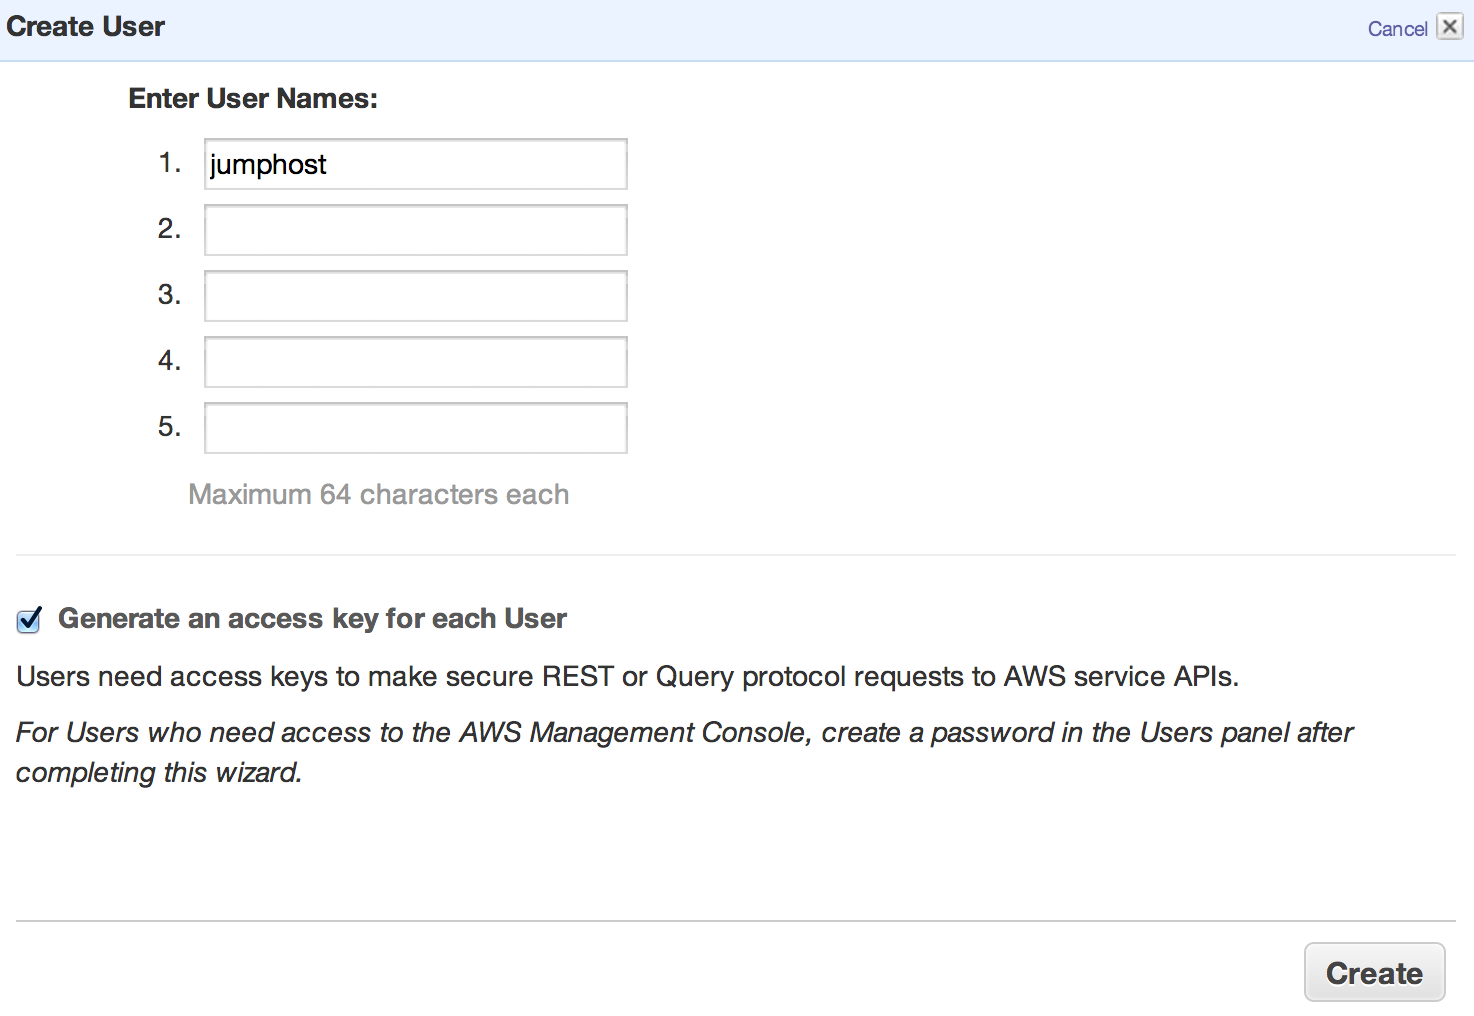 Create User
Cancel
Enter User Names:
1. jumphost
2.
3.
4.
5.
Maximum 64 characters each
Generate an access key for each User
Users need access keys to make secure REST or Query protocol requests to AWS service APIs.
For Users who need access to the AWS Management Console, create a password in the Users panel after
completing this wizard.
Create